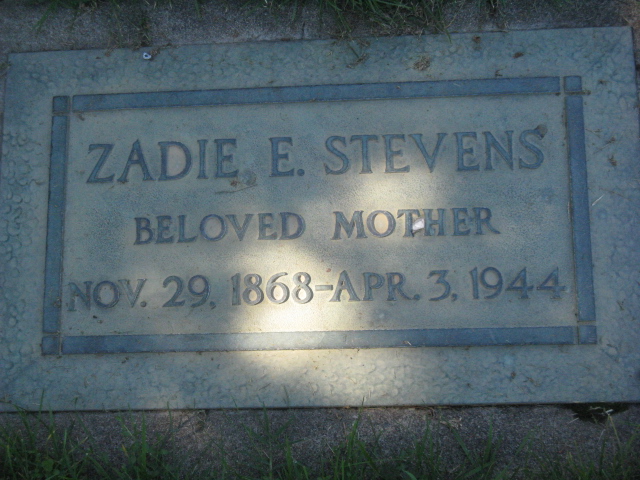 ZADIE E. STEVENS
BELOVED MOTHER
NOV. 29, 1868-APR. 3, 1944